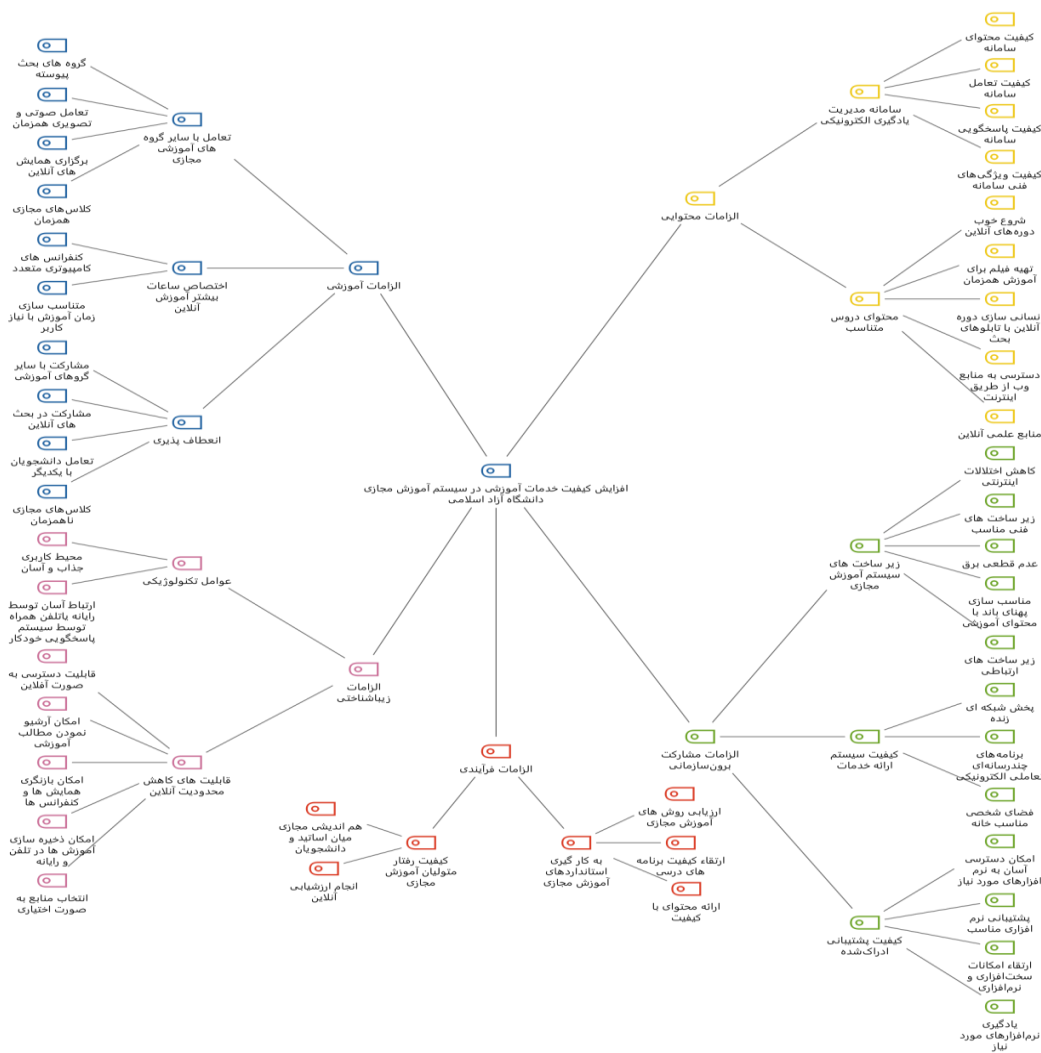 افزایش کیفیت خدمات آموزشی در سیستم آموزش مجازی
دانشگاه آزاد اسلامی
الزامات محتوایی
سامانه مدیریت
یادگیری الکترونیکی
کیفیت محتوای
سامانه
کیفیت تعامل
سامانه
کیفیت پاسخگویی
سامانه
کیفیت ویژگی‌های
فنی سامانه
محتوای دروس
متناسب
شروع خوب
دوره‌های آنلاین
تهیه فیلم برای
آموزش همزمان
نسانی سازی دوره
آنلاین با تابلوهای
بحث
دسترسی به منابع
وب از طریق
اینترنت
منابع علمی آنلاین
الزامات مشارکت
برون‌سازمانی
زیر ساخت های
سیستم آموزش
مجازی
کاهش اختلالات
اینترنتی
زیر ساخت های
فنی مناسب
عدم قطعی برق
مناسب سازی
پهنای باند با
محتوای آموزشی
زیر ساخت های
ارتباطی
کیفیت سیستم
ارائه خدمات
پخش شبکه ای
زنده
برنامه‌های
چندرسانه‌ای
تعاملی الکترونیکی
فضای شخصی
مناسب خانه
کیفیت پشتیبانی
ادراک‌شده
امکان دسترسی
آسان به نرم
افزارهای مورد نیاز
پشتیبانی نرم
افزاری مناسب
ارتقاء امکانات
سخت‌افزاری و
نرم‌افزاری
یادگیری
نرم‌افزارهای مورد
نیاز
الزامات فرآیندی
به کار گیری
استانداردهای
آموزش مجازی
ارزیابی روش های
آموزش مجازی
ارتقاء کیفیت برنامه
های درسی
ارائه محتوای با
کیفیت
کیفیت رفتار
متولیان آموزش
مجازی
هم اندیشی مجازی
میان اساتید و
دانشجویان
انجام ارزشیابی
آنلاین
الزامات آموزشی
تعامل با سایر گروه
های آموزشی
مجازی
گروه های بحث
پیوسته
تعامل صوتی و
تصویری همزمان
برگزاری همایش
های آنلاین
کلاس‌های مجازی
همزمان
اختصاص ساعات
بیشتر آموزش
آنلاین
کنفرانس های
کامپیوتری متعدد
متناسب سازی
زمان آموزش با نیاز
کاربر
انعطاف پذیری
مشارکت با سایر
گروهای آموزشی
مشارکت در بحث
های آنلاین
تعامل دانشجویان
با یکدیگر
کلاس‌های مجازی
ناهمزمان
الزامات
زیباشناختی
عوامل تکنولوژیکی
محیط کاربری
جذاب و آسان
ارتباط آسان توسط
رایانه یاتلفن همراه
توسط سیستم
پاسخگویی خودکار
قابلیت های کاهش
محدودیت آنلاین
قابلیت دسترسی به
صورت آفلاین
امکان آرشیو
نمودن مطالب
آموزشی
امکان بازنگری
همایش ها و
کنفرانس ها
امکان ذخیره سازی
آموزش ها در تلفن
و رایانه
انتخاب منابع به
صورت اختیاری